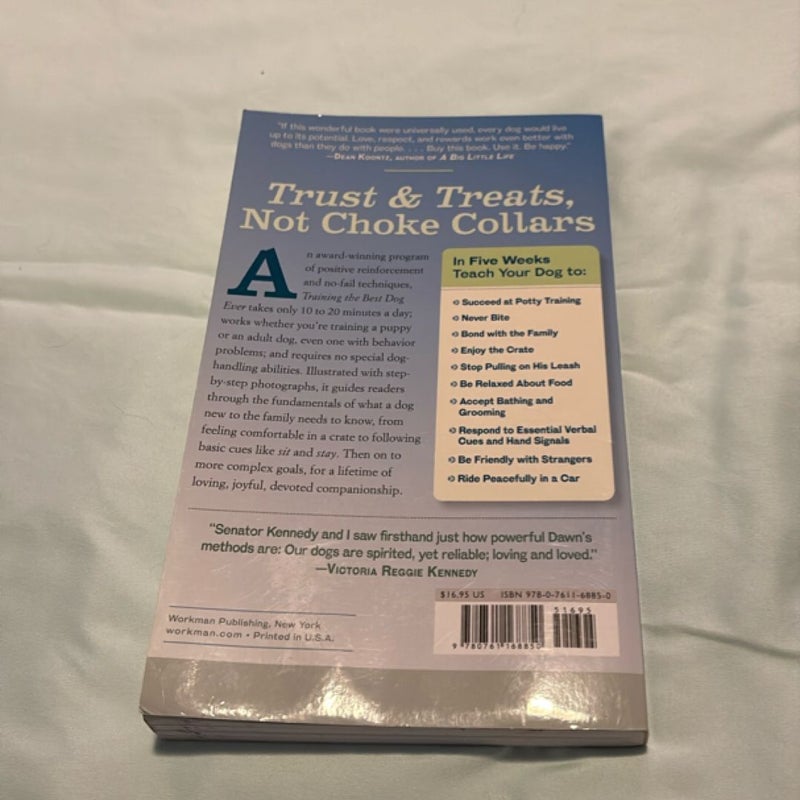 "If this wonderful book were universally used, every dog would live
up to its potential. Love, respect, and rewards work even better with
dogs than they do with people. . . . Buy this book. Use it. Be happy."
—Dean Koontz, author of A Big Little Life
Trust & Treats,
Not Choke Collars
An award-winning program
of positive reinforcement
and no-fail techniques,
Training the Best Dog
Ever takes only 10 to 20 minutes a day;
works whether you're training a puppy
or an adult dog, even one with behavior
problems; and requires no special dog-
handling abilities. Illustrated with step-
by-step photographs, it guides readers
through the fundamentals of what a dog
new to the family needs to know, from
feeling comfortable in a crate to following
basic cues like sit and stay. Then on to
more complex goals, for a lifetime of
loving, joyful, devoted companionship.
In Five Weeks
Teach Your Dog to:
Succeed at Potty Training
Never Bite
Bond with the Family
Enjoy the Crate
Stop Pulling on His Leash
Be Relaxed About Food
Accept Bathing and
Grooming
Respond to Essential Verbal
Cues and Hand Signals
Be Friendly with Strangers
Ride Peacefully in a Car
"Senator Kennedy and I saw firsthand just how powerful Dawn's
methods are: Our dogs are spirited, yet reliable; loving and loved."
—Victoria Reggie Kennedy
$16.95 US ISBN 978-0-7611-6885-0
51695
9 780761 168850
Workman Publishing, New York
workman.com • Printed in U.S.A.